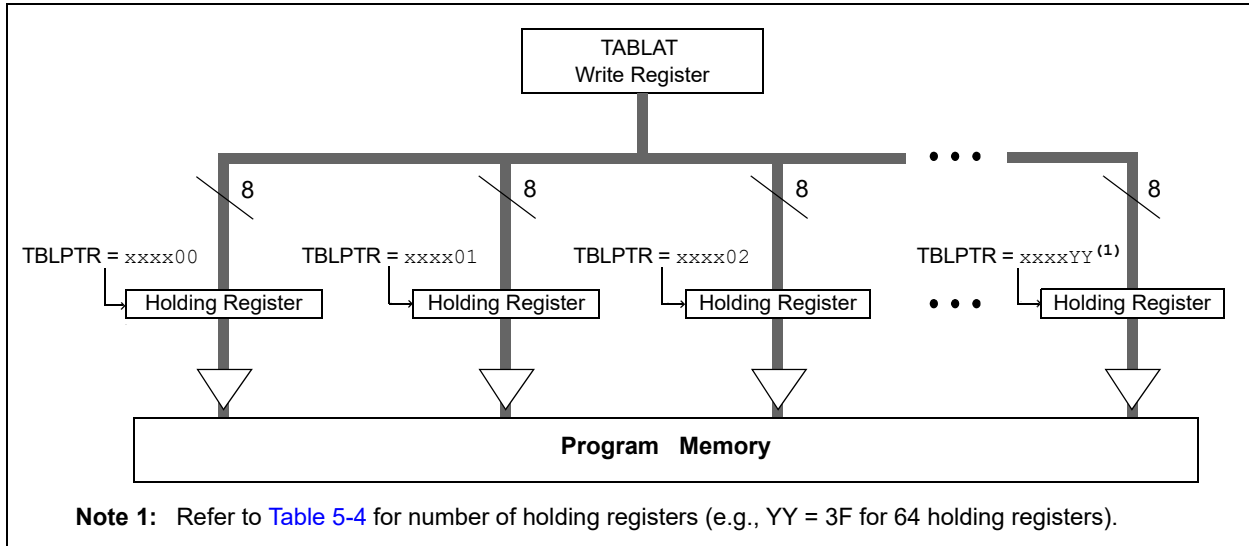 TABLAT
Write Register
8 8 8 8
TBLPTR = xxxx00 TBLPTR = xxxx01 TBLPTR = xxxx02 TBLPTR = xxxxYY(1)
Holding Register Holding Register Holding Register Holding Register
Program Memory
Note 1: Refer to Table 5-4 for number of holding registers (e.g., YY = 3F for 64 holding registers).